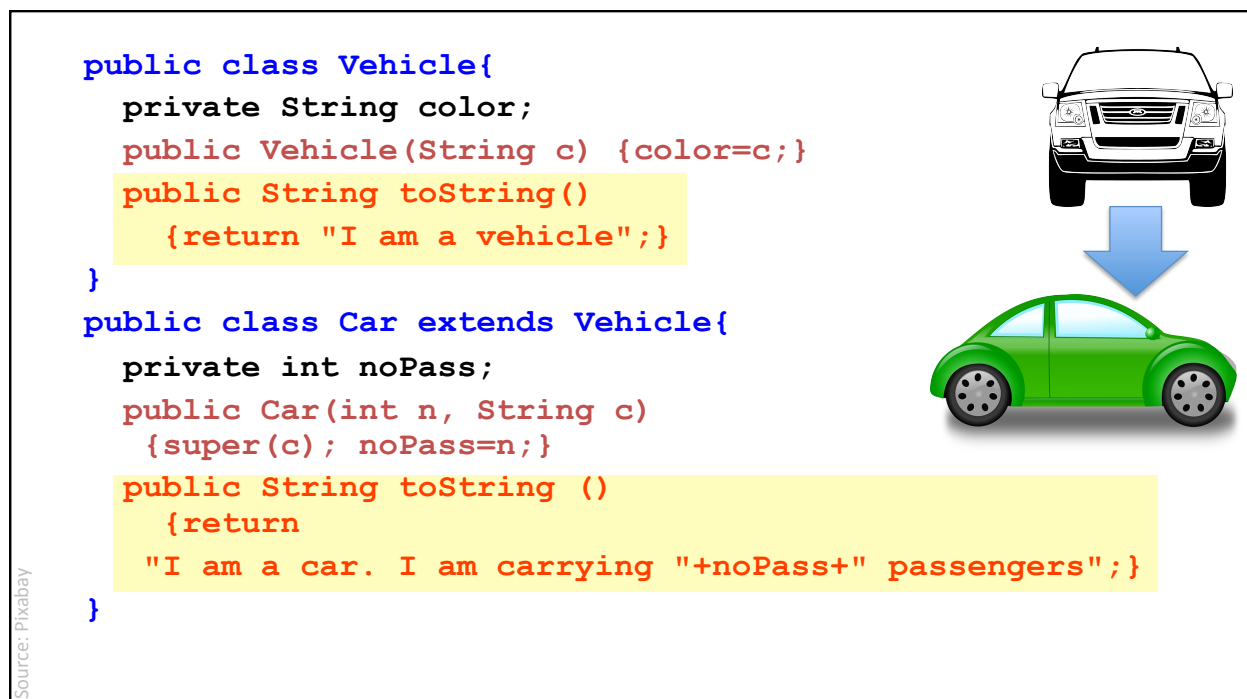 public class Vehicle{
private String color;
public Vehicle(String c) {color=c;}
public String toString()
{return "I am a vehicle";}
}
public class Car extends Vehicle{
private int noPass;
public Car(int n, String c)
{super(c); noPass=n;}
public String toString ()
{return
"I am a car. I am carrying "+noPass+" passengers";}
}
Source: Pixabay